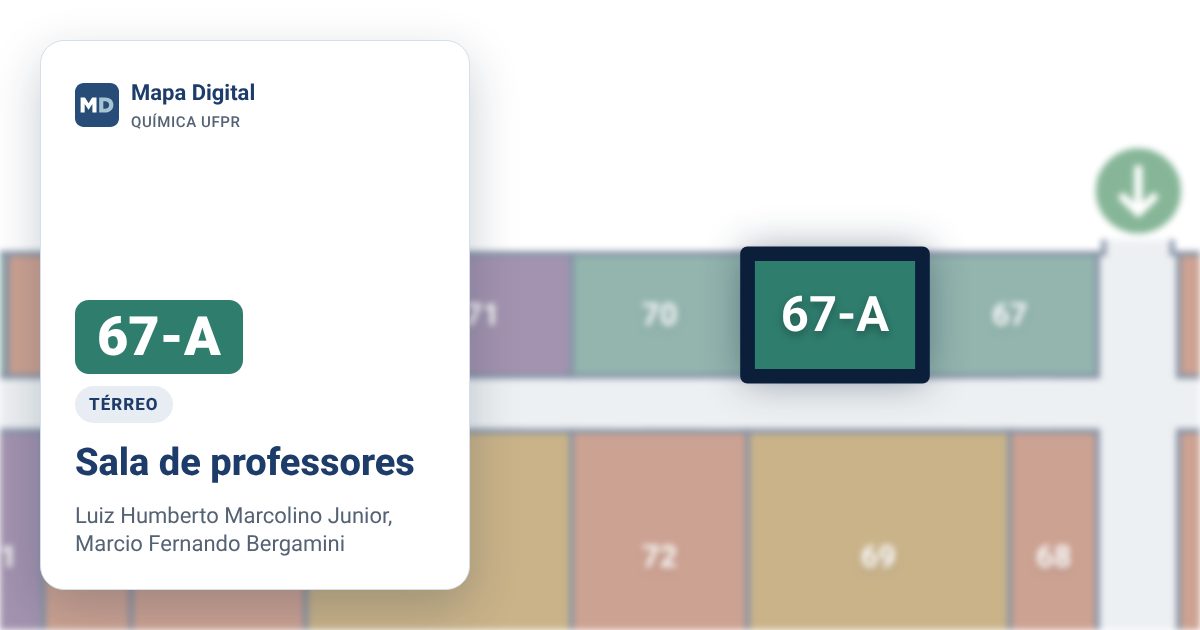 MD
Mapa Digital
QUÍMICA UFPR
67-A
TÉRREO
Sala de professores
Luiz Humberto Marcolino Junior,
Marcio Fernando Bergamini
71
70
67-A
67
72
69
68